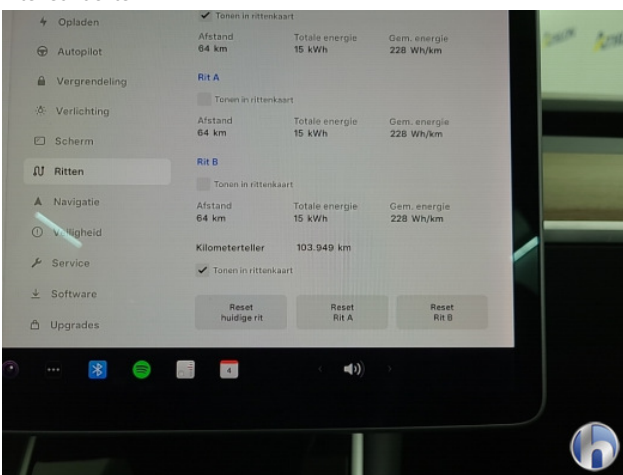 Opladen
Autopilot
Vergrendeling
Verlichting
Scherm
Ritten
Navigatie
Veiligheid
Service
Software
Upgrades
Tonen in rittenkaart
Afstand Totale energie Gem. energie
64 km 15 kWh 228 Wh/km
Rit A
Tonen in rittenkaart
Afstand Totale energie Gem. energie
64 km 15 kWh 228 Wh/km
Rit B
Tonen in rittenkaart
Afstand Totale energie Gem. energie
64 km 15 kWh 228 Wh/km
Kilometerteller 103.949 km
Tonen in rittenkaart
Reset huidige rit
Reset Rit A
Reset Rit B
4
h